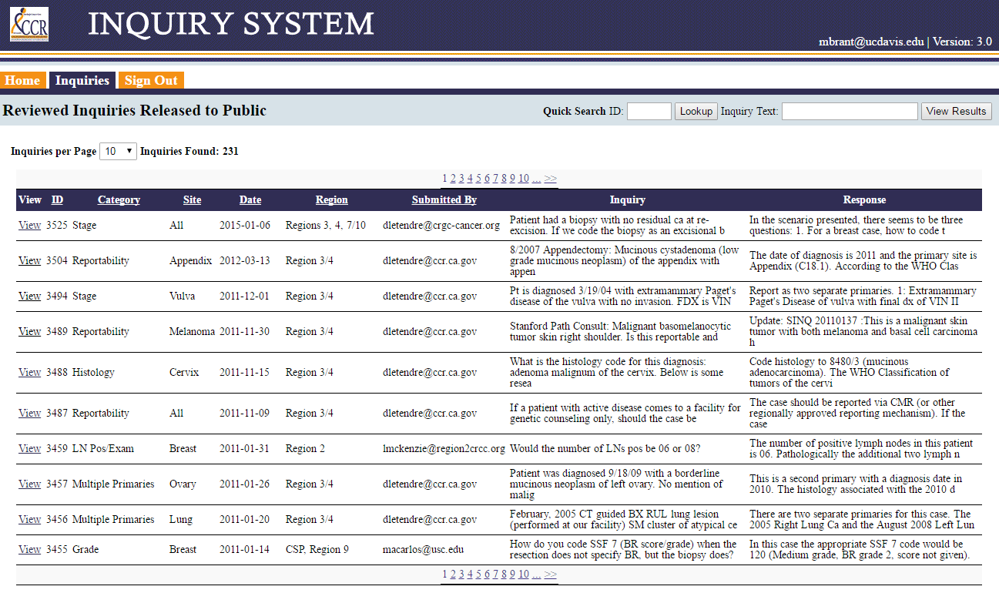 CCR
INQUIRY SYSTEM
mbrant@ucdavis.edu | Version: 3.0
Home Inquiries Sign Out
Reviewed Inquiries Released to Public Quick Search ID: Lookup Inquiry Text: View Results
Inquiries per Page 10 Inquiries Found: 231
1 2 3 4 5 6 7 8 9 10 ... >>
View ID Category Site Date Region Submitted By Inquiry Response
View 3525 Stage All 2015-01-06 Regions 3, 4, 7/10 dletendre@crgc-cancer.org
Patient had a biopsy with no residual ca at re-
excision. If we code the biopsy as an excisional b
In the scenario presented, there seems to be three
questions: 1. For a breast case, how to code t
View 3504 Reportability Appendix 2012-03-13 Region 3/4 dletendre@ccr.ca.gov
8/2007 Appendectomy: Mucinous cystadenoma (low
grade mucinous neoplasm) of the appendix with
appen
The date of diagnosis is 2011 and the primary site is
Appendix (C18.1). According to the WHO Clas
View 3494 Stage Vulva 2011-12-01 Region 3/4 dletendre@ccr.ca.gov
Pt is diagnosed 3/19/04 with extramammary Paget's
disease of the vulva with no invasion. FDX is VIN
Report as two separate primaries. 1: Extramammary
Paget's Disease of vulva with final dx of VIN II
View 3489 Reportability Melanoma 2011-11-30 Region 3/4 dletendre@ccr.ca.gov
Stanford Path Consult: Malignant basomelanocytic
tumor skin right shoulder. Is this reportable and
Update: SINQ 20110137 :This is a malignant skin
tumor with both melanoma and basal cell carcinoma
h
View 3488 Histology Cervix 2011-11-15 Region 3/4 dletendre@ccr.ca.gov
What is the histology code for this diagnosis:
adenoma malignum of the cervix. Below is some
resea
Code histology to 8480/3 (mucinous
adenocarcinoma). The WHO Classification of
tumors of the cervi
View 3487 Reportability All 2011-11-09 Region 3/4 dletendre@ccr.ca.gov
If a patient with active disease comes to a facility for
genetic counseling only, should the case be
The case should be reported via CMR (or other
regionally approved reporting mechanism). If the
case
View 3459 LN Pos/Exam Breast 2011-01-31 Region 2 lmckenzie@region2crcc.org
Would the number of LNs pos be 06 or 08?
The number of positive lymph nodes in this patient
is 06. Pathologically the additional two lymph n
View 3457 Multiple Primaries Ovary 2011-01-26 Region 3/4 dletendre@ccr.ca.gov
Patient was diagnosed 9/18/09 with a borderline
mucinous neoplasm of left ovary. No mention of
malig
This is a second primary with a diagnosis date in
2010. The histology associated with the 2010 d
View 3456 Multiple Primaries Lung 2011-01-20 Region 3/4 dletendre@ccr.ca.gov
February, 2005 CT guided BX RUL lung lesion
(performed at our facility) SM cluster of atypical ce
There are two separate primaries for this case. The
2005 Right Lung Ca and the August 2008 Left Lun
View 3455 Grade Breast 2011-01-14 CSP, Region 9 macarlos@usc.edu
How do you code SSF 7 (BR score/grade) when the
resection does not specify BR, but the biopsy does?
In this case the appropriate SSF 7 code would be
120 (Medium grade, BR grade 2, score not given).
1 2 3 4 5 6 7 8 9 10 ... >>